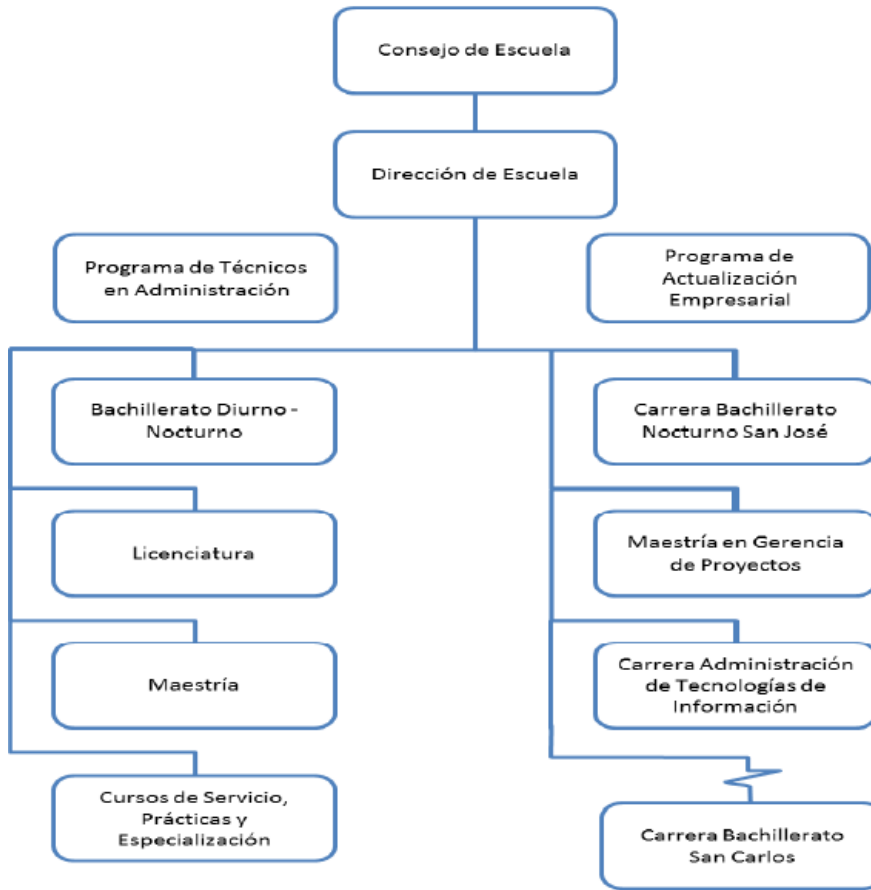 Consejo de Escuela
Dirección de Escuela
Programa de Técnicos
en Administración
Programa de
Actualización
Empresarial
Bachillerato Diurno -
Nocturno
Carrera Bachillerato
Nocturno San José
Licenciatura
Maestría en Gerencia
de Proyectos
Maestría
Carrera Administración
de Tecnologías de
Información
Cursos de Servicio,
Prácticas y
Especialización
Carrera Bachillerato
San Carlos